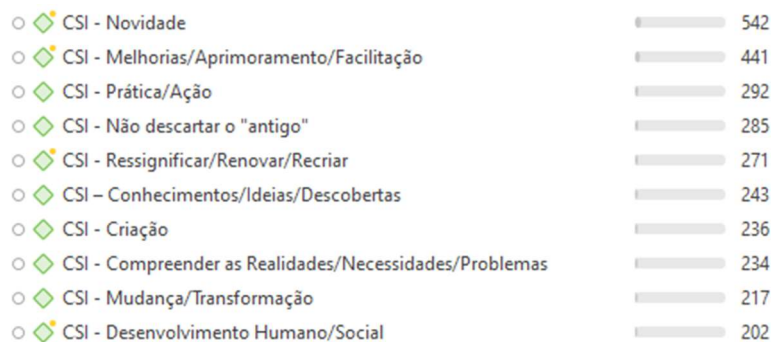 CSI - Novidade 542
CSI - Melhorias/Aprimoramento/Facilitação 441
CSI - Prática/Ação 292
CSI - Não descartar o "antigo" 285
CSI - Ressignificar/Renovar/Recriar 271
CSI – Conhecimentos/Ideias/Descobertas 243
CSI - Criação 236
CSI - Compreender as Realidades/Necessidades/Problemas 234
CSI - Mudança/Transformação 217
CSI - Desenvolvimento Humano/Social 202